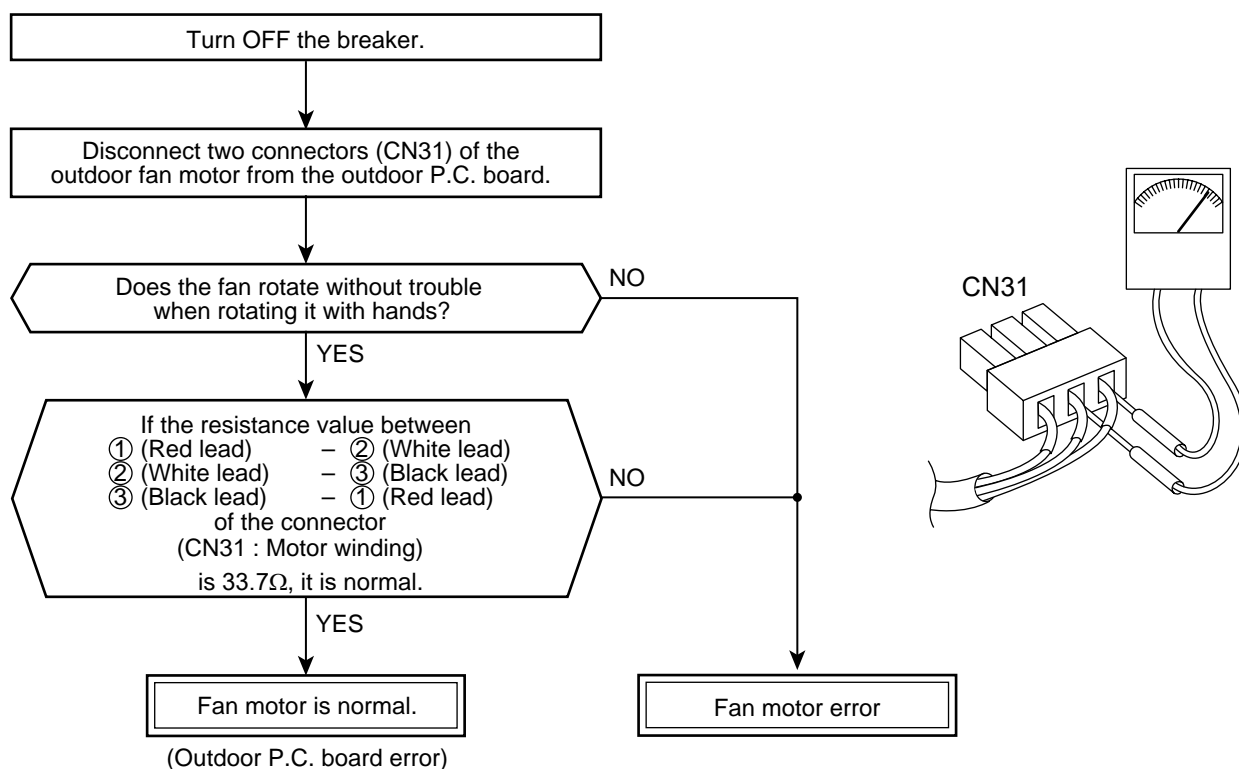 Turn OFF the breaker.
Disconnect two connectors (CN31) of the
outdoor fan motor from the outdoor P.C. board.
Does the fan rotate without trouble
when rotating it with hands?
NO
YES
If the resistance value between
① (Red lead) – ② (White lead)
② (White lead) – ③ (Black lead)
③ (Black lead) – ① (Red lead)
of the connector
(CN31 : Motor winding)
is 33.7Ω, it is normal.
NO
YES
Fan motor is normal.
(Outdoor P.C. board error)
Fan motor error
CN31